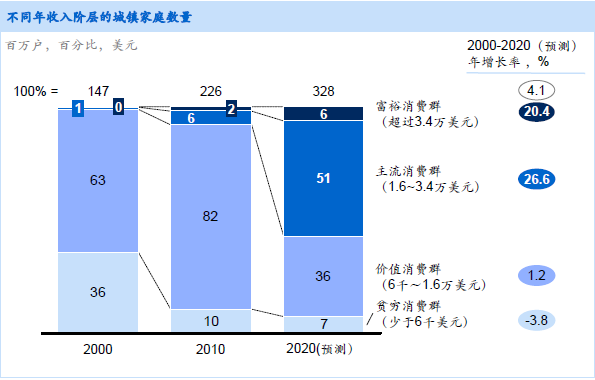 不同年收入阶层的城镇家庭数量
百万户，百分比，美元
2000-2020（预测）
年增长率，%
100% =
147
226
328
4.1
1
0
2
6
富裕消费群
（超过3.4万美元）
20.4
6
63
82
51
主流消费群
（1.6~3.4万美元）
26.6
36
价值消费群
（6千~1.6万美元）
1.2
36
10
7
贫穷消费群
（少于6千美元）
-3.8
2000
2010
2020(预测）